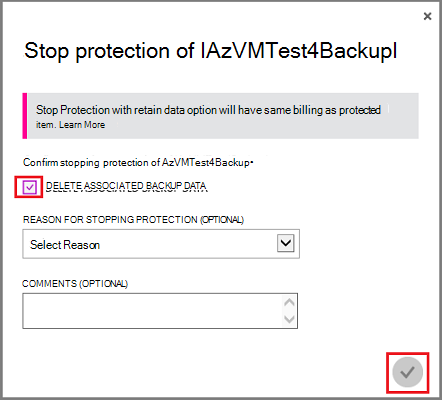 Stop protection of IAzVMTest4BackupI
Stop Protection with retain data option will have same billing as protected
item. Learn More
Confirm stopping protection of AzVMTest4Backup•
DELETE ASSOCIATED BACKUP DATA
REASON FOR STOPPING PROTECTION (OPTIONAL)
Select Reason
COMMENTS (OPTIONAL)